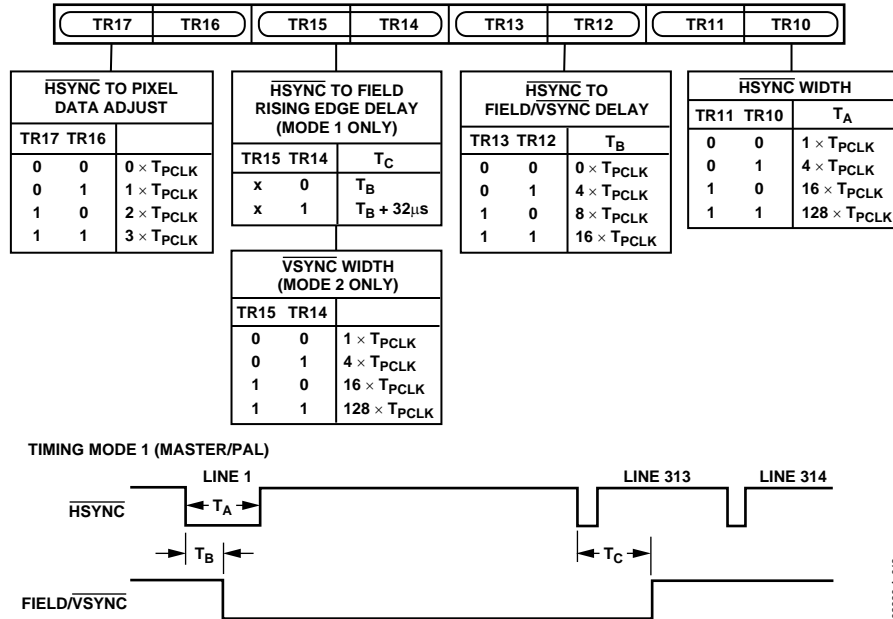 TR17 TR16 TR15 TR14 TR13 TR12 TR11 TR10
HSYNC TO PIXEL
DATA ADJUST
TR17 TR16
0 0 0 × TPCLK
0 1 1 × TPCLK
1 0 2 × TPCLK
1 1 3 × TPCLK
HSYNC TO FIELD
RISING EDGE DELAY
(MODE 1 ONLY)
TR15 TR14 TC
x 0 TB
x 1 TB + 32μs
VSYNC WIDTH
(MODE 2 ONLY)
TR15 TR14
0 0 1 × TPCLK
0 1 4 × TPCLK
1 0 16 × TPCLK
1 1 128 × TPCLK
HSYNC TO
FIELD/VSYNC DELAY
TR13 TR12 TB
0 0 0 × TPCLK
0 1 4 × TPCLK
1 0 8 × TPCLK
1 1 16 × TPCLK
HSYNC WIDTH
TR11 TR10 TA
0 0 1 × TPCLK
0 1 4 × TPCLK
1 0 16 × TPCLK
1 1 128 × TPCLK
TIMING MODE 1 (MASTER/PAL)
LINE 1 LINE 313 LINE 314
HSYNC
TA
TB
TC
FIELD/VSYNC